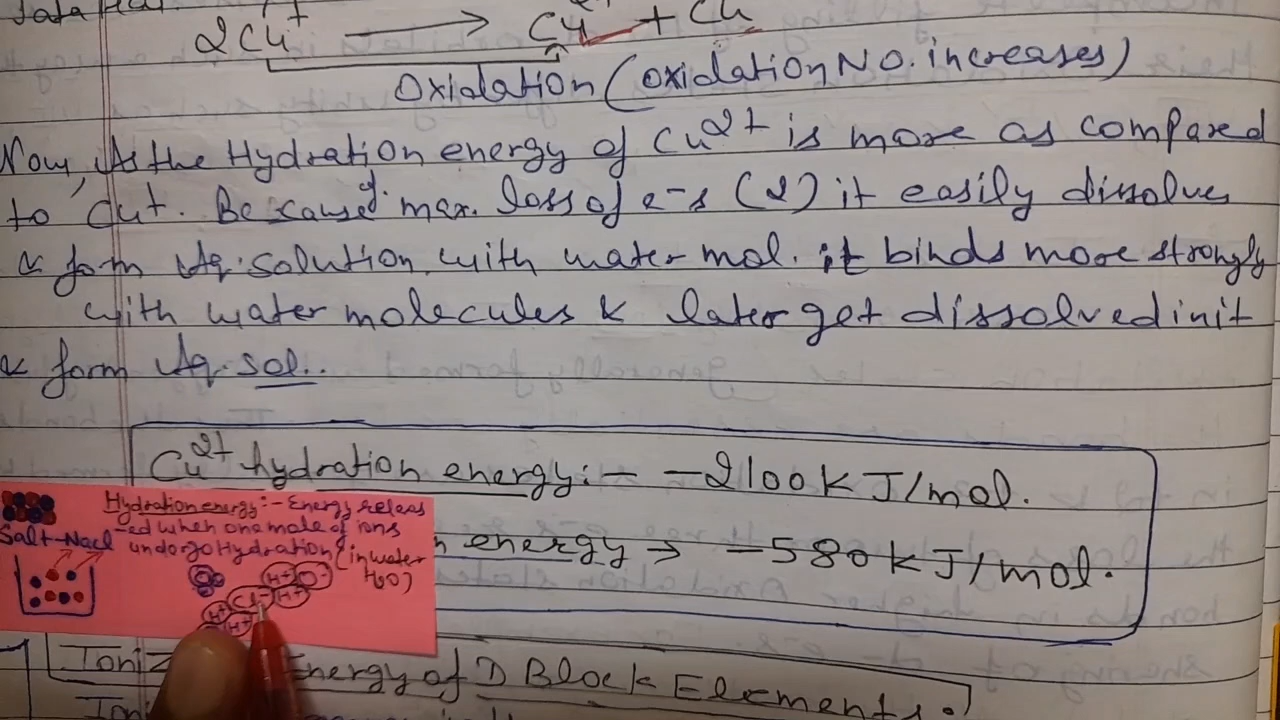 2Cu⁺ → Cu²⁺ + Cu
Oxidation (Oxidation NO. increases)
Now, As the Hydration energy of Cu²⁺ is more as compared
to Cu⁺. Because of max. loss of e⁻s (2) it easily dissolves
& form Aq. solution with water mol. it binds more strongly
with water molecules & later get dissolved in it
& form Aq. sol..
Cu²⁺ hydration energy:- -2100 kJ/mol.
n energy → -580 kJ/mol.
Hydration energy:- Energy releas
-ed when one mole of ions
undergo Hydration (in water
H₂O)
Salt-Nacl
H⁺ O⁻
Cl⁻ H⁺
H⁺
H⁺
Ioniz Energy of D Block Elements.
Ioni